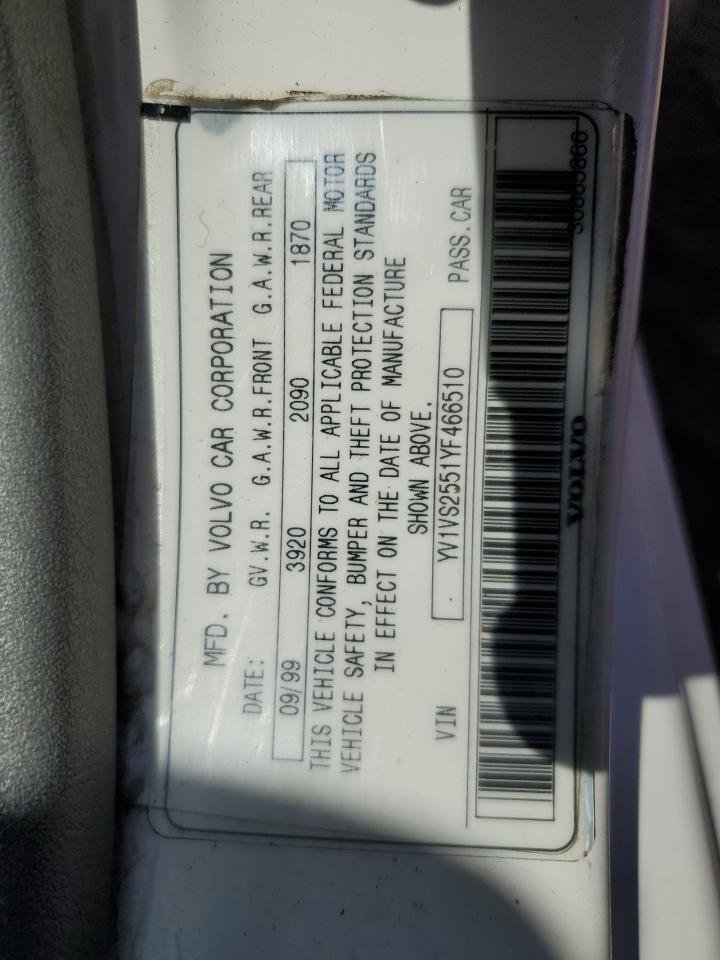 MFD. BY VOLVO CAR CORPORATION
DATE: GV.W.R. G.A.W.R.FRONT G.A.W.R.REAR
09/99 3920 2090 1870
THIS VEHICLE CONFORMS TO ALL APPLICABLE FEDERAL MOTOR
VEHICLE SAFETY, BUMPER AND THEFT PROTECTION STANDARDS
IN EFFECT ON THE DATE OF MANUFACTURE
SHOWN ABOVE.
VIN YV1VS2551YF466510 PASS.CAR
VOLVO